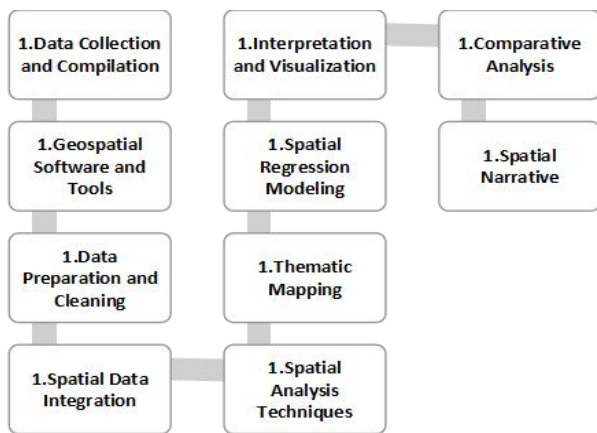 1.Data Collection
and Compilation
1.Geospatial
Software and
Tools
1.Data
Preparation and
Cleaning
1.Spatial Data
Integration
1.Spatial
Analysis
Techniques
1.Thematic
Mapping
1.Spatial
Regression
Modeling
1.Interpretation
and Visualization
1.Comparative
Analysis
1.Spatial
Narrative